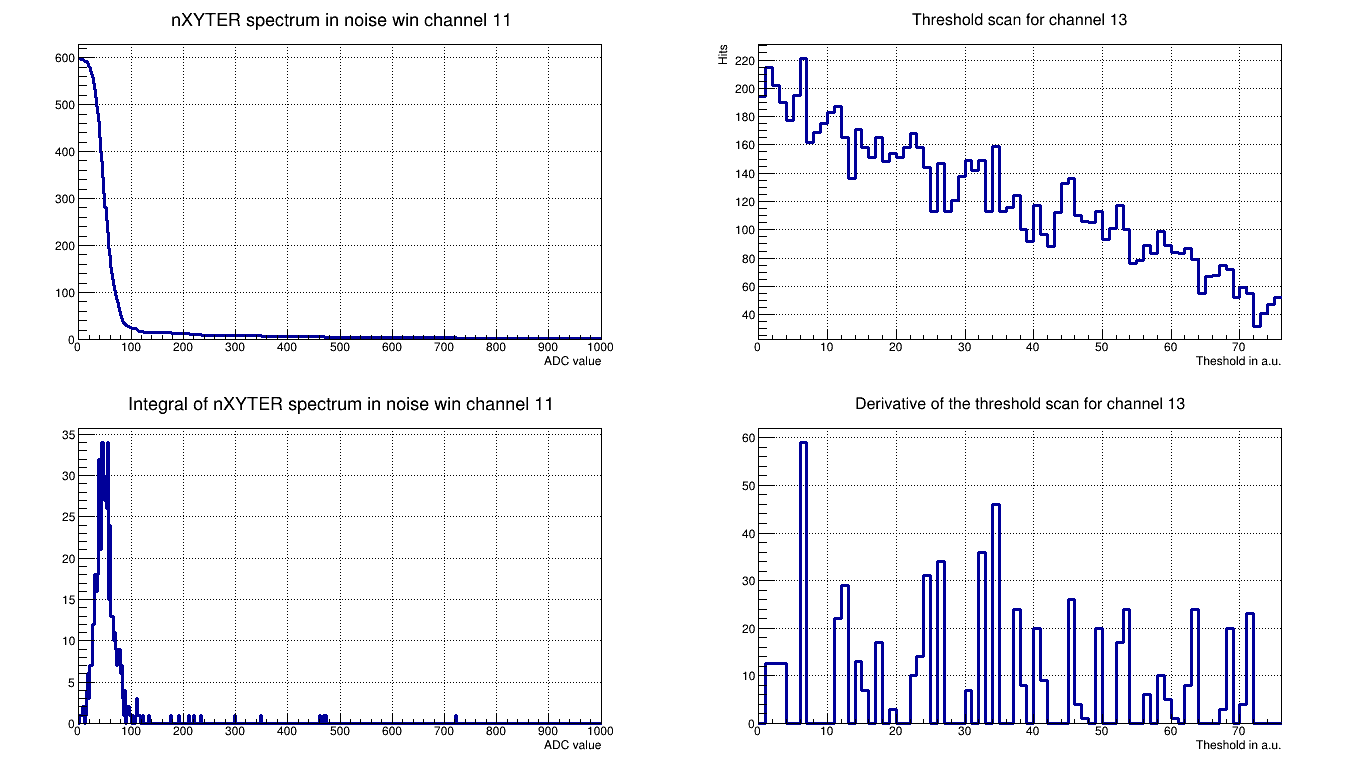 nXYTER spectrum in noise win channel 11
600
500
400
300
200
100
0
0 100 200 300 400 500 600 700 800 900 1000
ADC value
Threshold scan for channel 13
Hits
220
200
180
160
140
120
100
80
60
40
0 10 20 30 40 50 60 70
Theshold in a.u.
Integral of nXYTER spectrum in noise win channel 11
35
30
25
20
15
10
5
0
0 100 200 300 400 500 600 700 800 900 1000
ADC value
Derivative of the threshold scan for channel 13
60
50
40
30
20
10
0
0 10 20 30 40 50 60 70
Theshold in a.u.